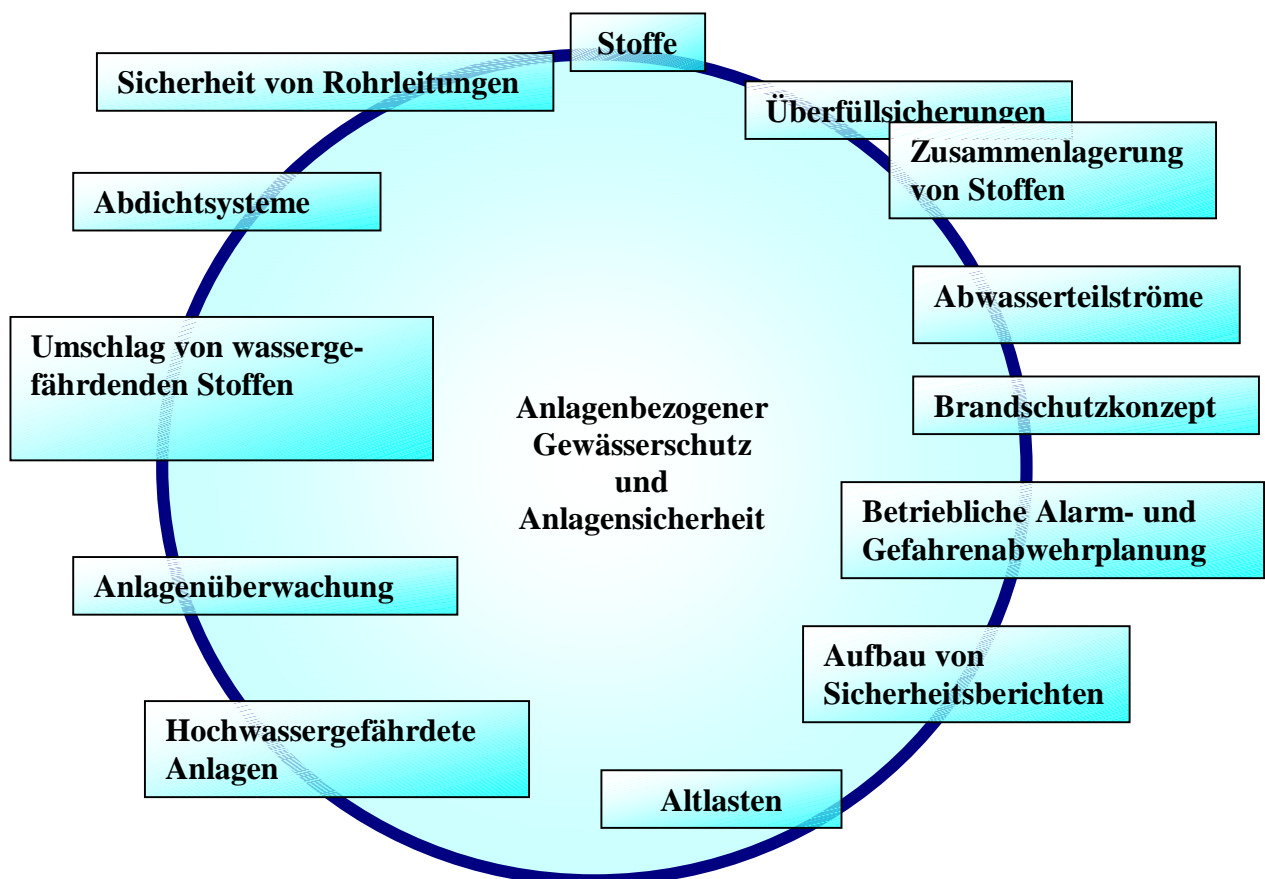 Stoffe
Sicherheit von Rohrleitungen
Überfüllsicherungen
Zusammenlagerung
von Stoffen
Abdichtsysteme
Abwasserteilströme
Umschlag von wasserge-
fährdenden Stoffen
Brandschutzkonzept
Anlagenbezogener
Gewässerschutz
und
Anlagensicherheit
Betriebliche Alarm- und
Gefahrenabwehrplanung
Anlagenüberwachung
Aufbau von
Sicherheitsberichten
Hochwassergefährdete
Anlagen
Altlasten